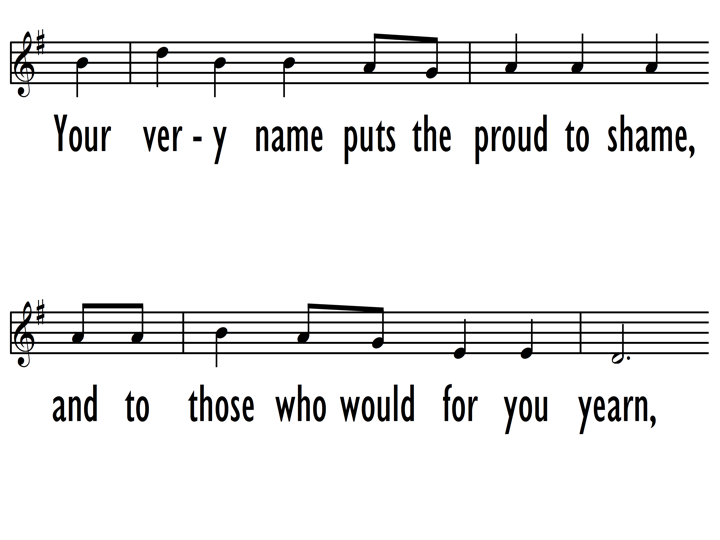 Your ver - y name puts the proud to shame,
and to those who would for you yearn,